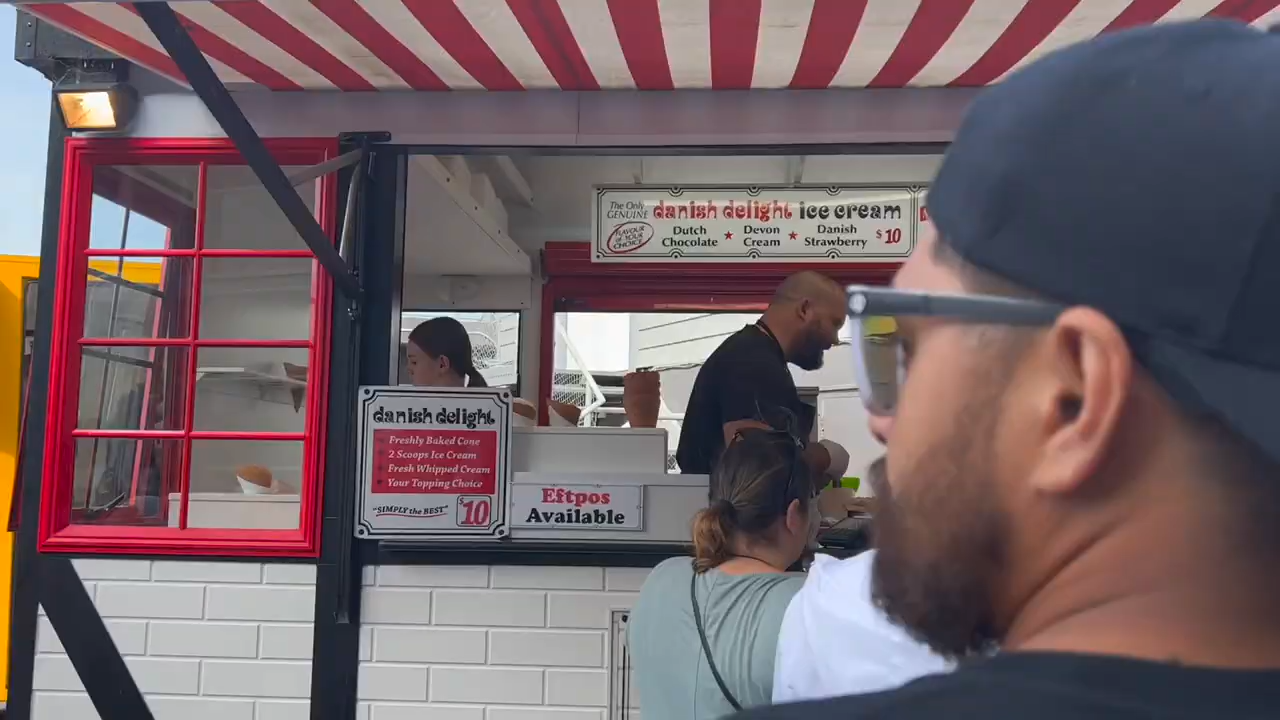 The Only
GENUINE
FLAVOUR
of YOUR
CHOICE
danish delight ice cream
Dutch Chocolate ★ Devon Cream ★ Danish Strawberry $10
danish delight
Freshly Baked Cone
2 Scoops Ice Cream
Fresh Whipped Cream
Your Topping Choice
"SIMPLY the BEST"
$10
Eftpos
Available